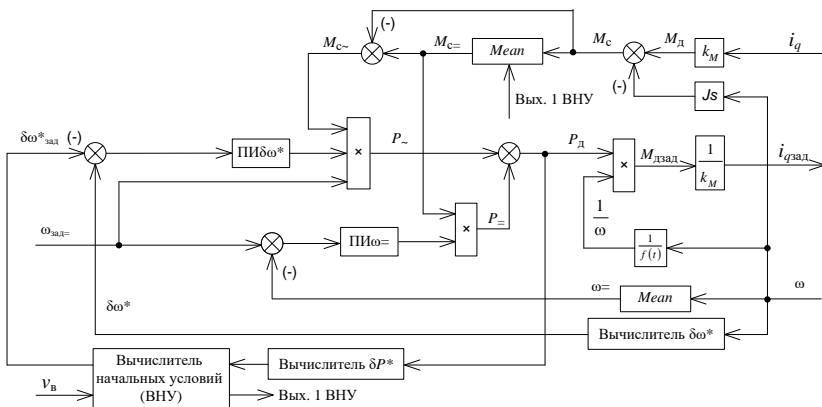 (-)
M_c~ M_c= Mean M_c M_д k_M i_q
(-)
Вых. 1 ВНУ
Js
δω*_зад (-) ПИδω* × P_~ P_д × M_дзад 1/k_M i_qзад
1/ω
ω_зад= ПИω= × P_= 1/f(t)
(-)
ω= Mean ω
δω* Вычислитель δω*
Вычислитель
начальных условий
(ВНУ)
Вычислитель δP*
v_в Вых. 1 ВНУ